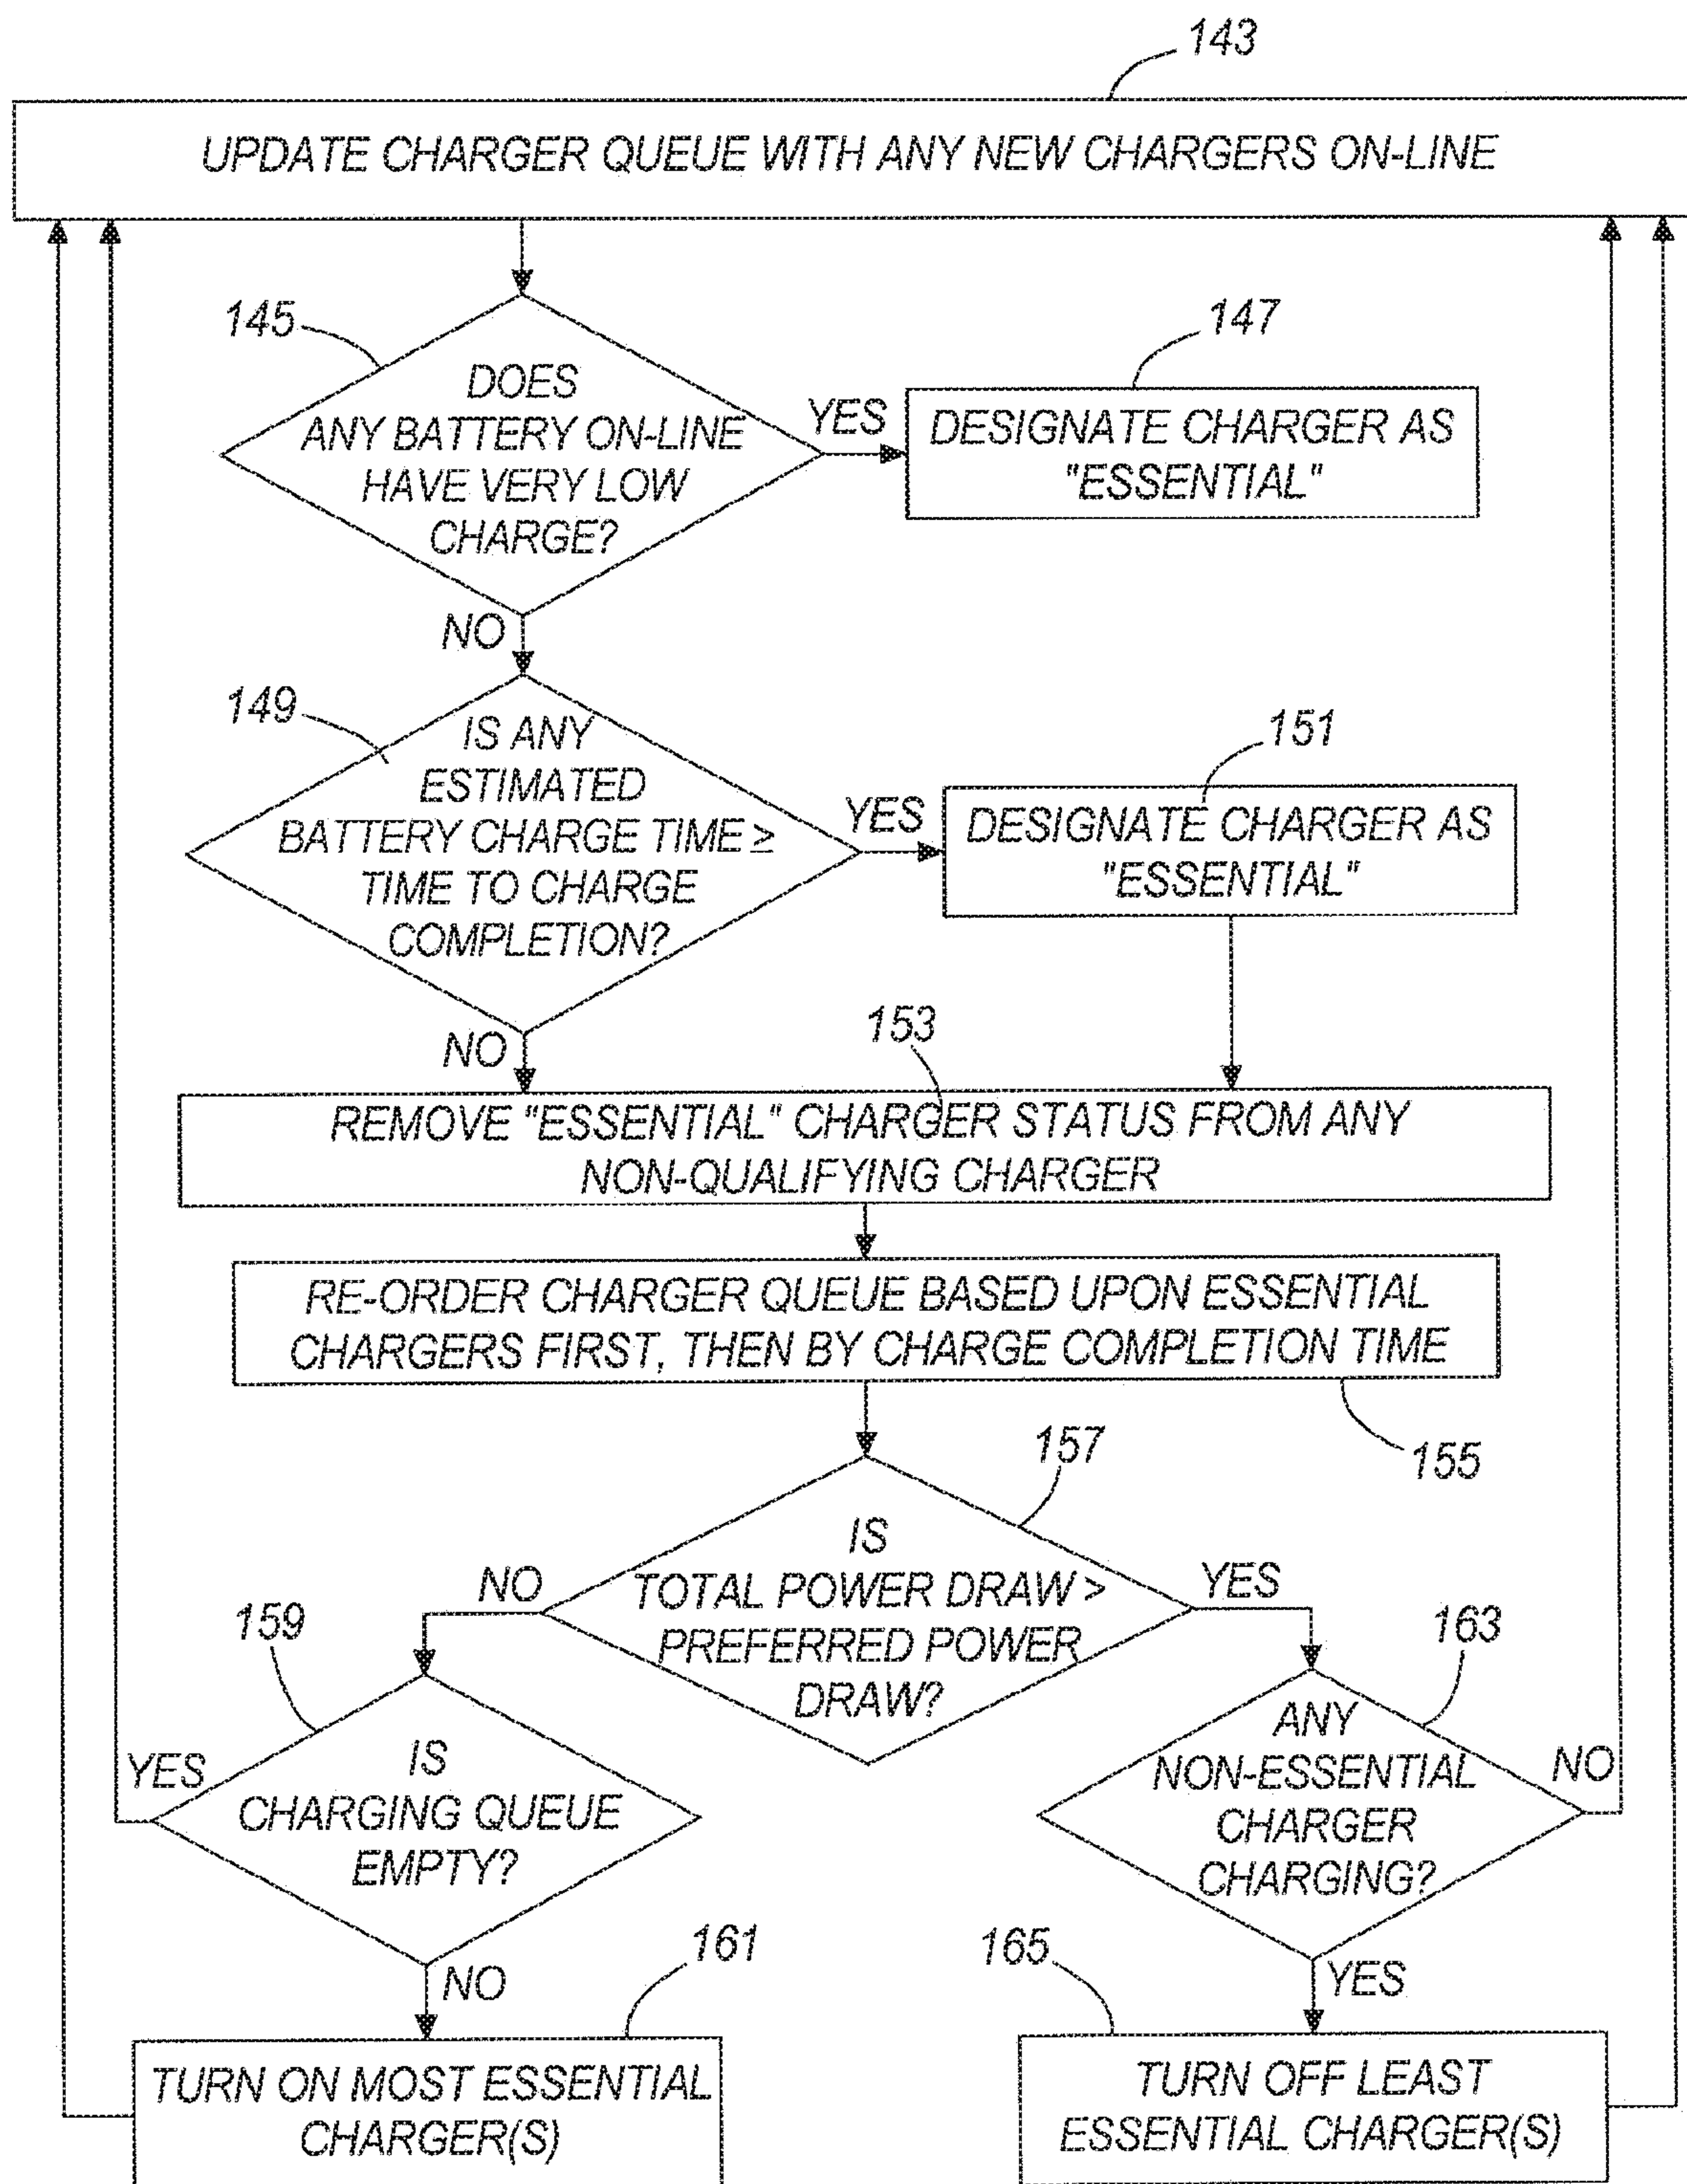 143
UPDATE CHARGER QUEUE WITH ANY NEW CHARGERS ON-LINE
145
DOES
ANY BATTERY ON-LINE
HAVE VERY LOW
CHARGE?
YES
147
DESIGNATE CHARGER AS
"ESSENTIAL"
NO
149
IS ANY
ESTIMATED
BATTERY CHARGE TIME ≥
TIME TO CHARGE
COMPLETION?
YES
151
DESIGNATE CHARGER AS
"ESSENTIAL"
NO
153
REMOVE "ESSENTIAL" CHARGER STATUS FROM ANY
NON-QUALIFYING CHARGER
RE-ORDER CHARGER QUEUE BASED UPON ESSENTIAL
CHARGERS FIRST, THEN BY CHARGE COMPLETION TIME
155
157
IS
TOTAL POWER DRAW >
PREFERRED POWER
DRAW?
NO
YES
159
IS
CHARGING QUEUE
EMPTY?
YES
NO
161
TURN ON MOST ESSENTIAL
CHARGER(S)
163
ANY
NON-ESSENTIAL
CHARGER
CHARGING?
NO
YES
165
TURN OFF LEAST
ESSENTIAL CHARGER(S)